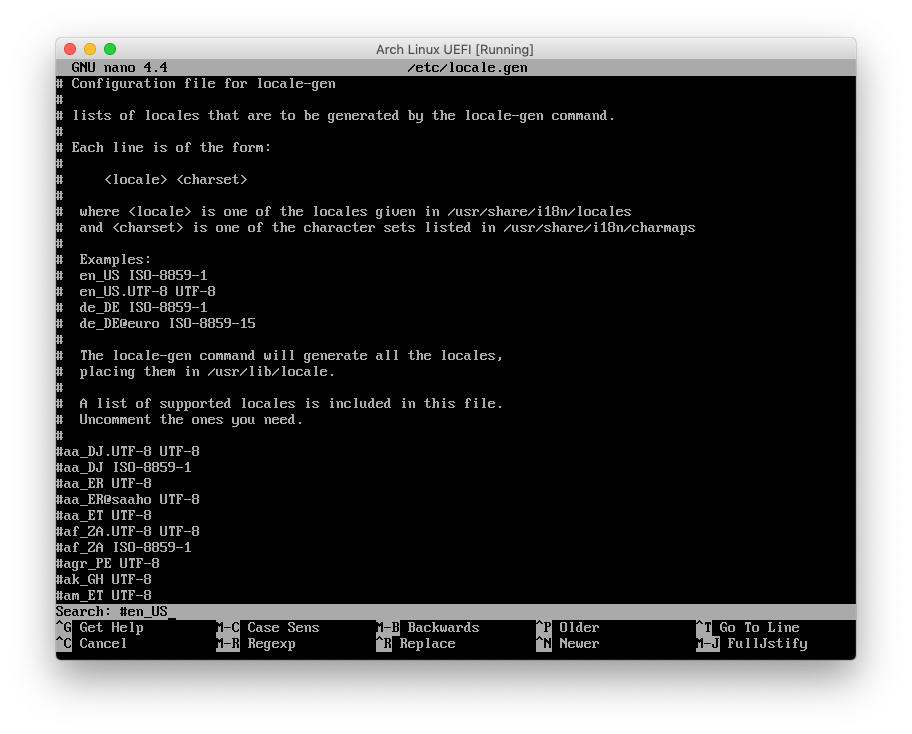 Arch Linux UEFI [Running]
GNU nano 4.4 /etc/locale.gen
# Configuration file for locale-gen
#
# lists of locales that are to be generated by the locale-gen command.
#
# Each line is of the form:
#
#     <locale> <charset>
#
#  where <locale> is one of the locales given in /usr/share/i18n/locales
#  and <charset> is one of the character sets listed in /usr/share/i18n/charmaps
#
#  Examples:
#  en_US ISO-8859-1
#  en_US.UTF-8 UTF-8
#  de_DE ISO-8859-1
#  de_DE@euro ISO-8859-15
#
#  The locale-gen command will generate all the locales,
#  placing them in /usr/lib/locale.
#
#  A list of supported locales is included in this file.
#  Uncomment the ones you need.
#
#aa_DJ.UTF-8 UTF-8
#aa_DJ ISO-8859-1
#aa_ER UTF-8
#aa_ER@saaho UTF-8
#aa_ET UTF-8
#af_ZA.UTF-8 UTF-8
#af_ZA ISO-8859-1
#agr_PE UTF-8
#ak_GH UTF-8
#am_ET UTF-8
Search: #en_US_
^G Get Help M-C Case Sens M-B Backwards ^P Older ^T Go To Line
^C Cancel M-R Regexp ^R Replace ^N Newer M-J FullJstify